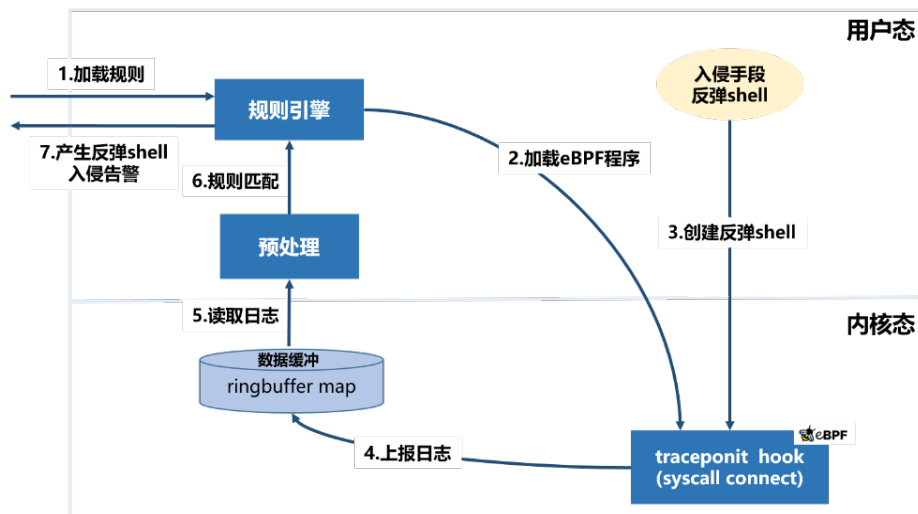 用户态
1.加载规则
规则引擎
入侵手段
反弹shell
7.产生反弹shell
入侵告警
2.加载eBPF程序
6.规则匹配
预处理
3.创建反弹shell
5.读取日志
内核态
数据缓冲
ringbuffer map
4.上报日志
eBPF
traceponit hook
(syscall connect)